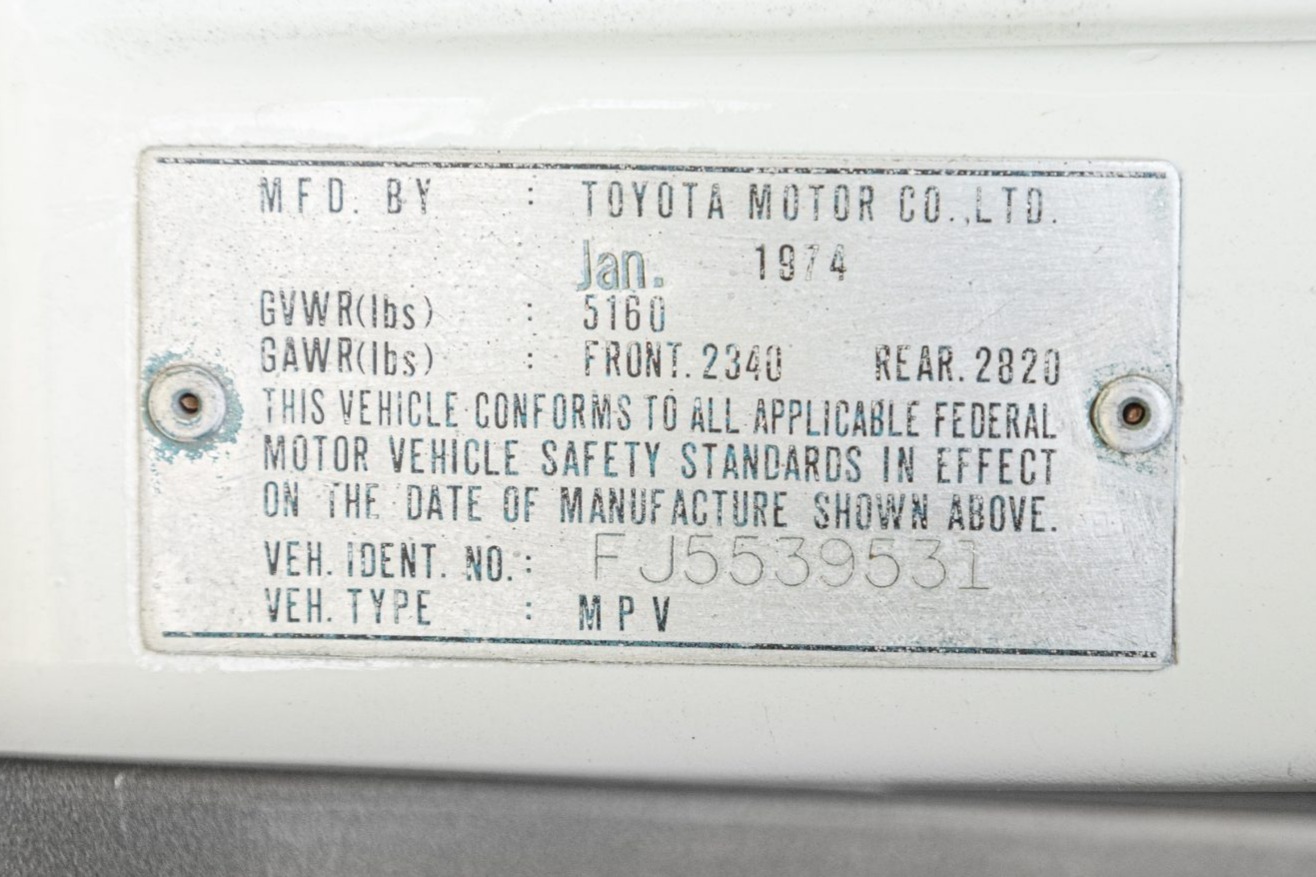 MFD. BY : TOYOTA MOTOR CO.,LTD.
Jan. 1974
GVWR(lbs) : 5160
GAWR(lbs) : FRONT.2340 REAR.2820
THIS VEHICLE CONFORMS TO ALL APPLICABLE FEDERAL
MOTOR VEHICLE SAFETY STANDARDS IN EFFECT
ON THE DATE OF MANUFACTURE SHOWN ABOVE.
VEH. IDENT. NO.: FJ5539531
VEH. TYPE : MPV